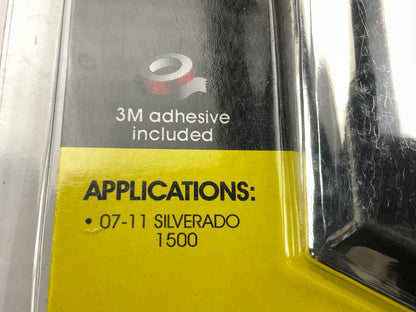 3M adhesive
included
APPLICATIONS:
• 07-11 SILVERADO
1500